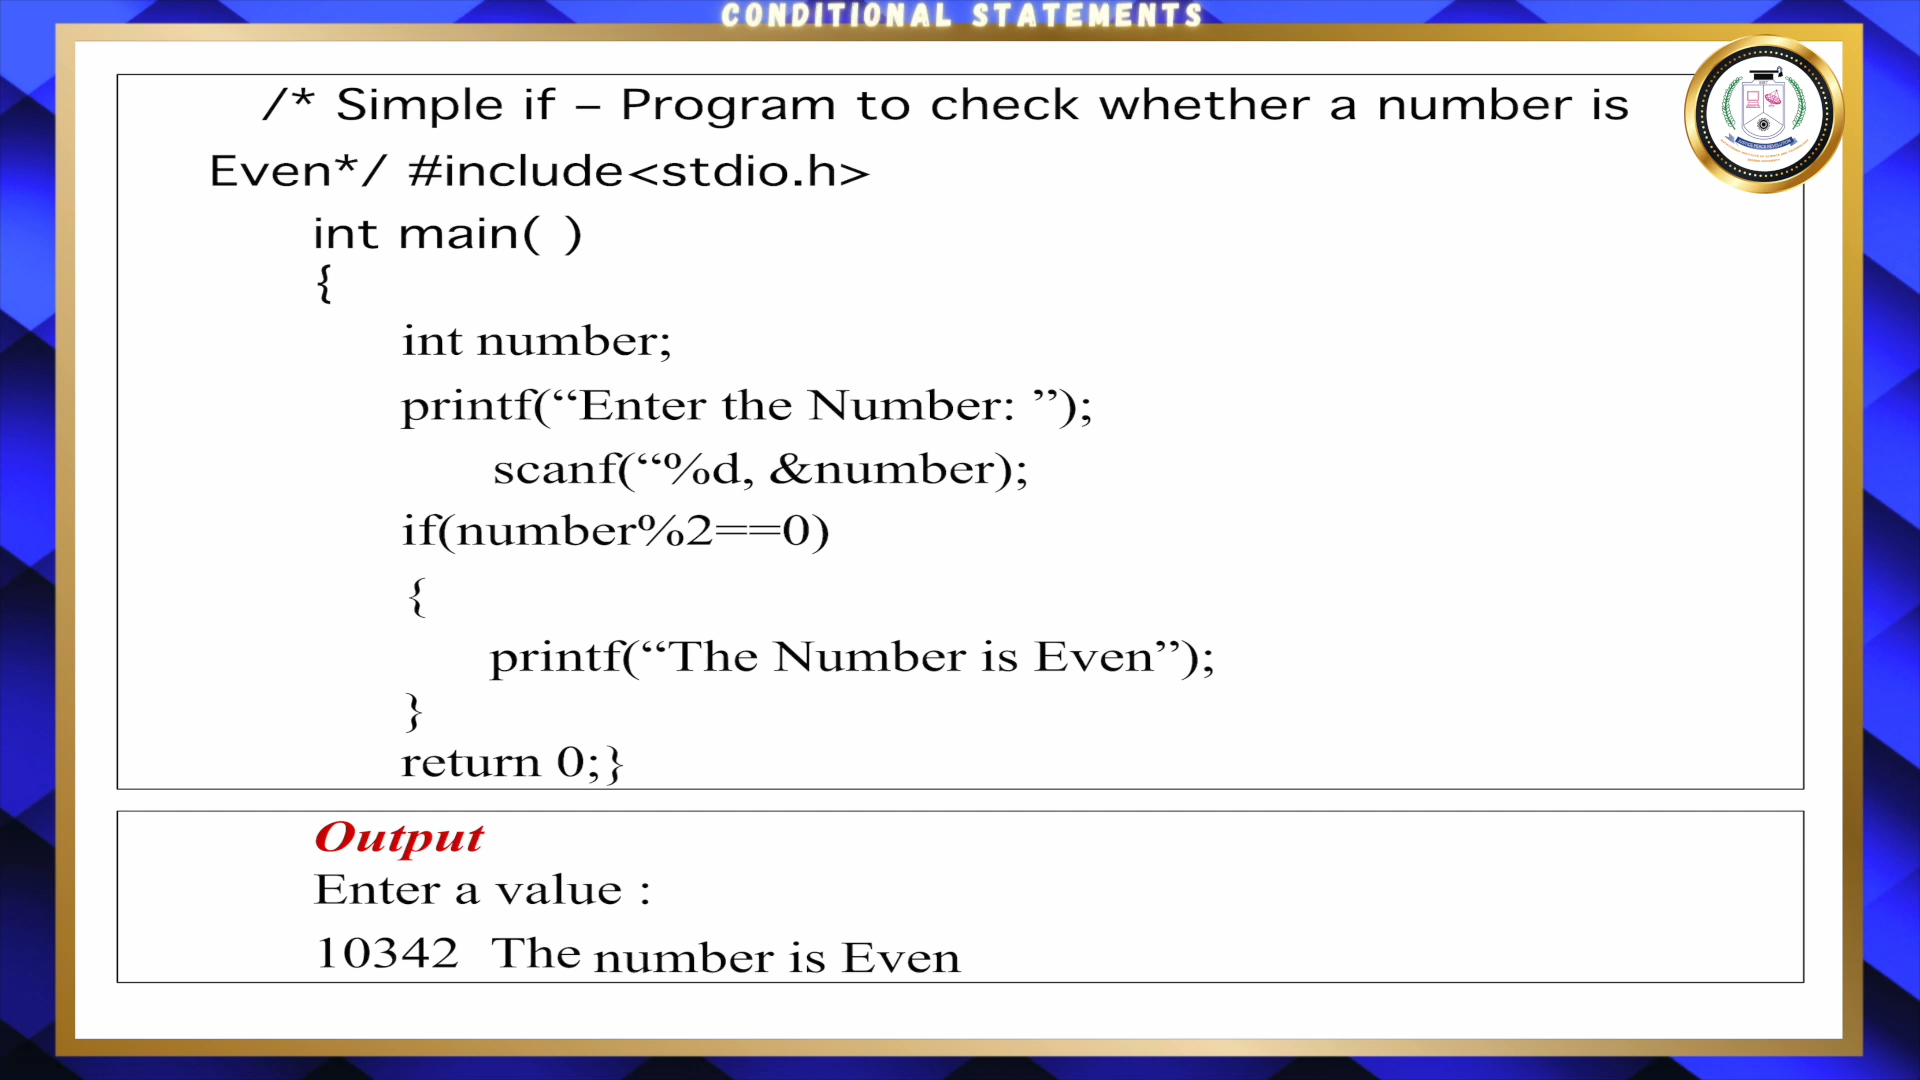 CONDITIONAL STATEMENTS
/* Simple if – Program to check whether a number is
Even*/ #include<stdio.h>
int main( )
{
int number;
printf(“Enter the Number: ”);
scanf(“%d, &number);
if(number%2==0)
{
printf(“The Number is Even”);
}
return 0;}
Output
Enter a value :
10342 The number is Even